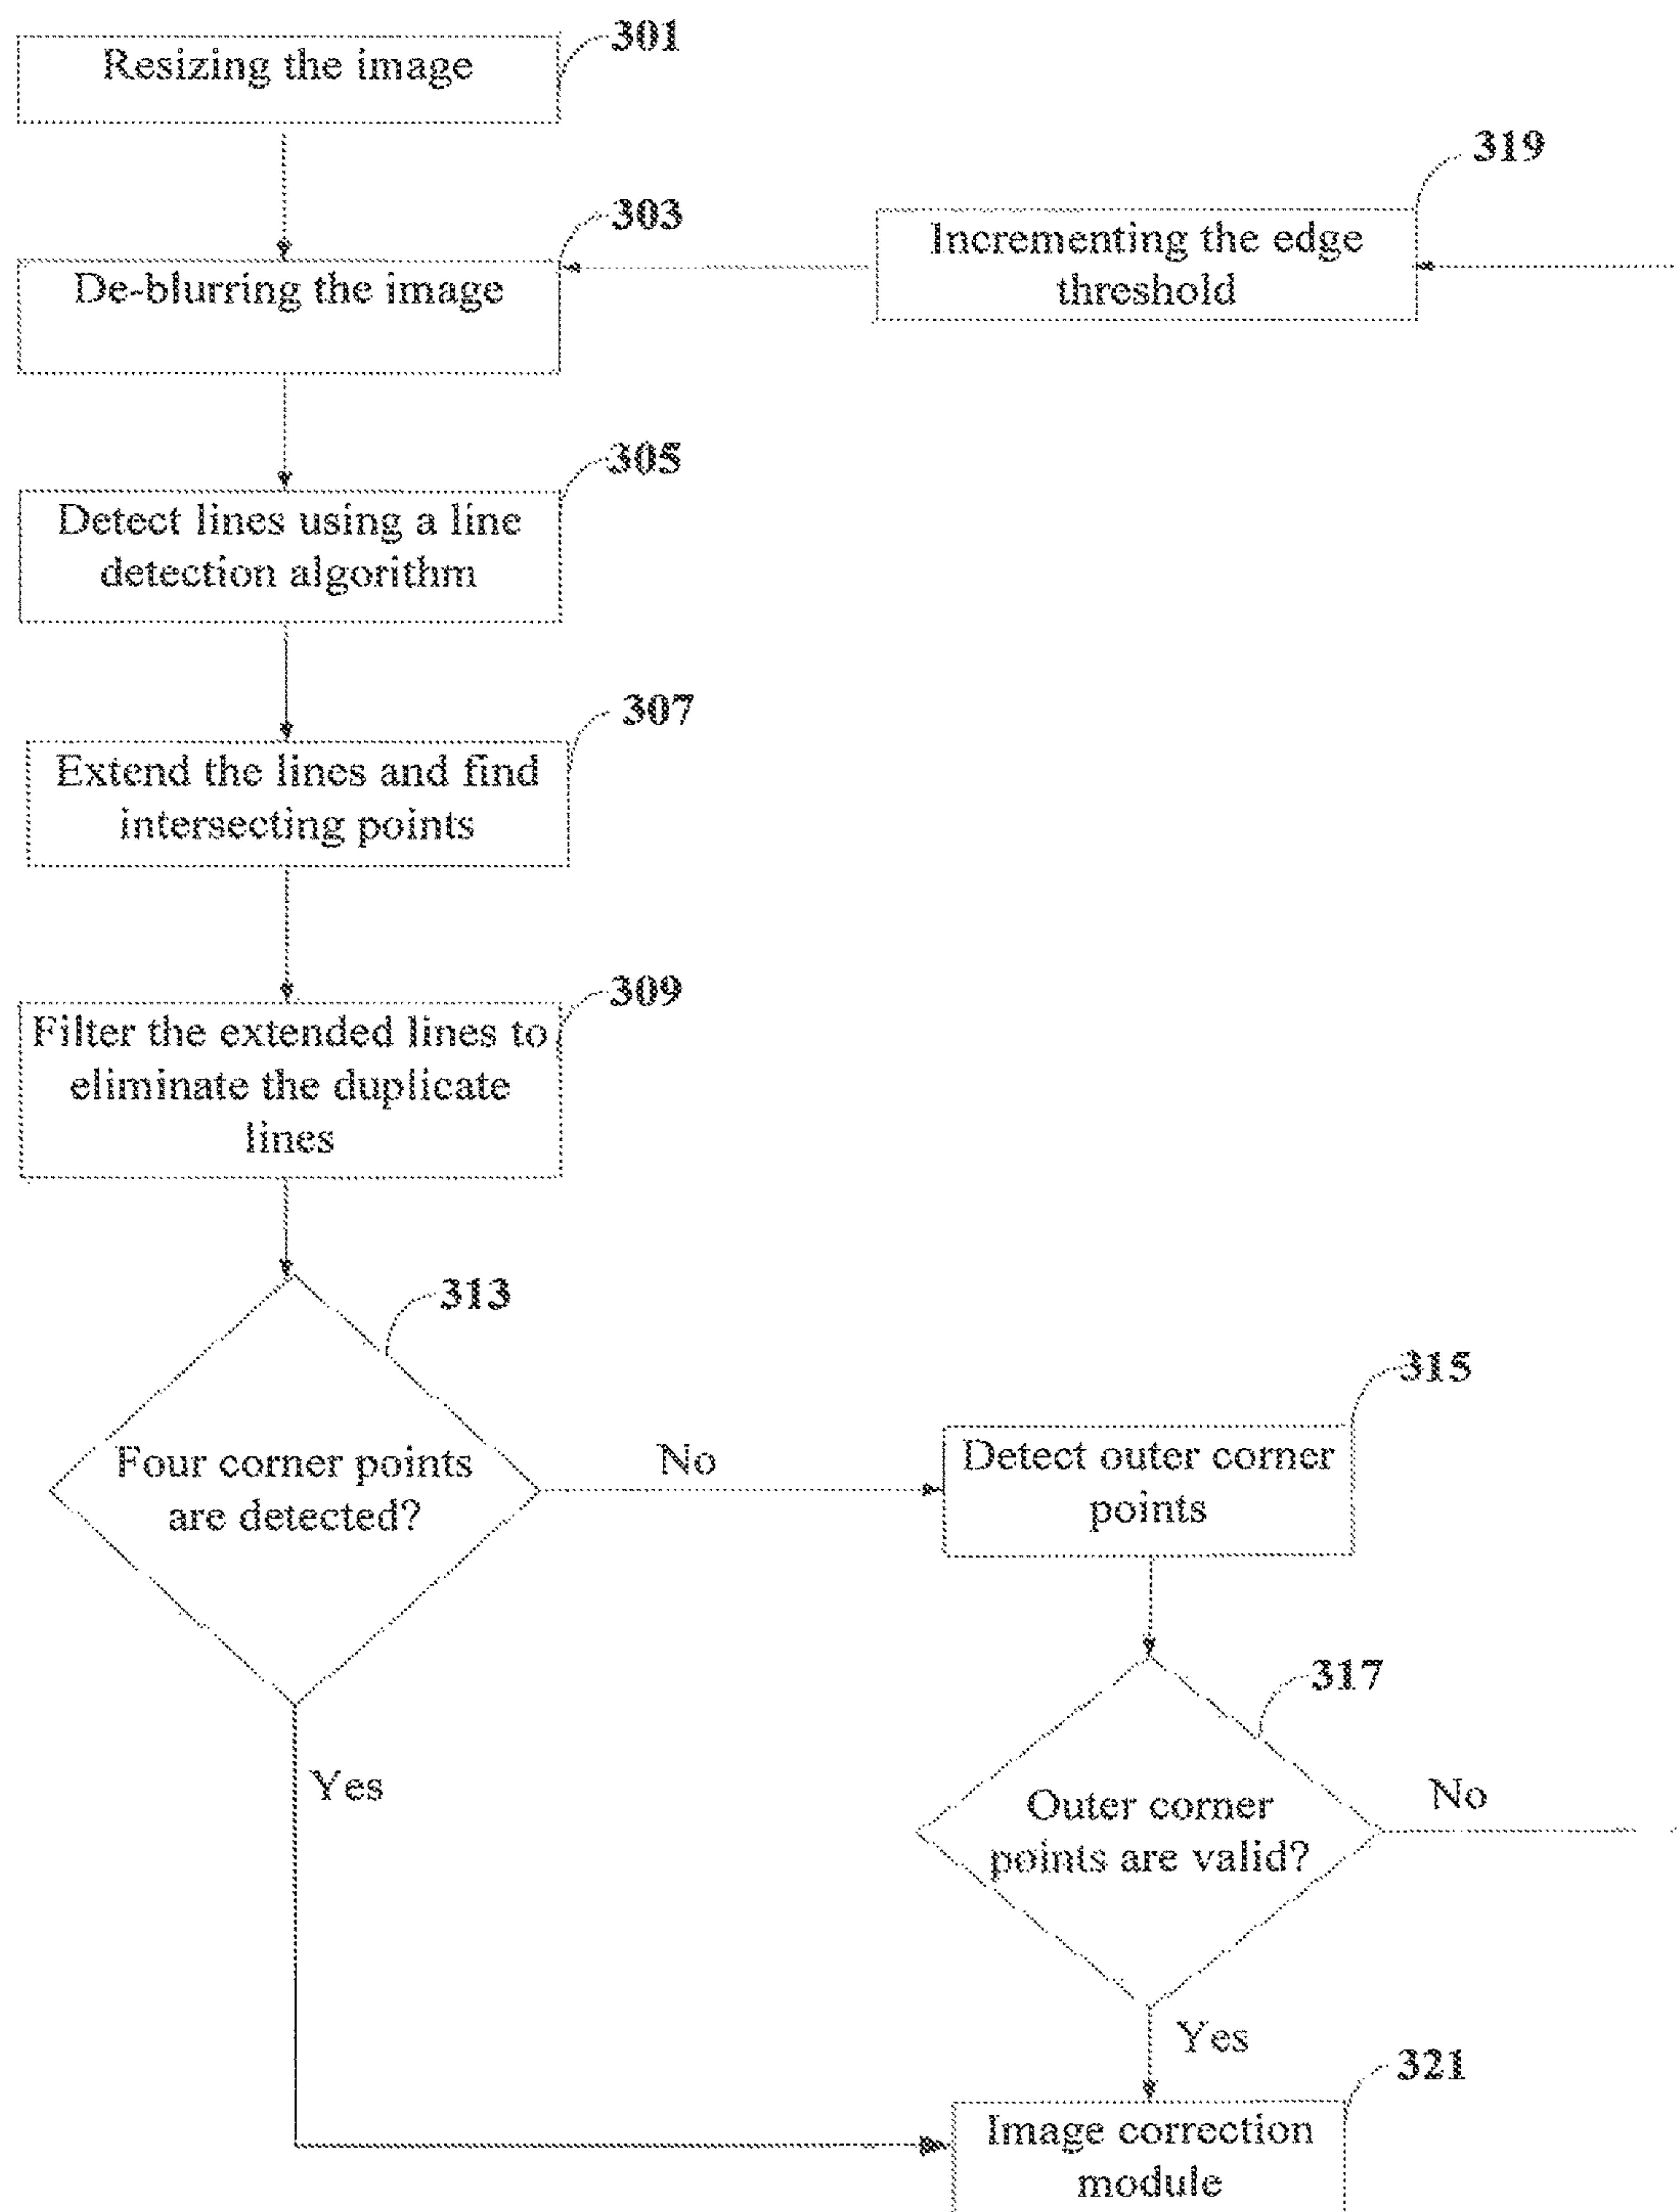 301
Resizing the image
319
303
Incrementing the edge
threshold
De-blurring the image
305
Detect lines using a line
detection algorithm
307
Extend the lines and find
intersecting points
309
Filter the extended lines to
eliminate the duplicate
lines
313
315
Four corner points
are detected?
No
Detect outer corner
points
317
Yes
Outer corner
points are valid?
No
Yes
321
Image correction
module